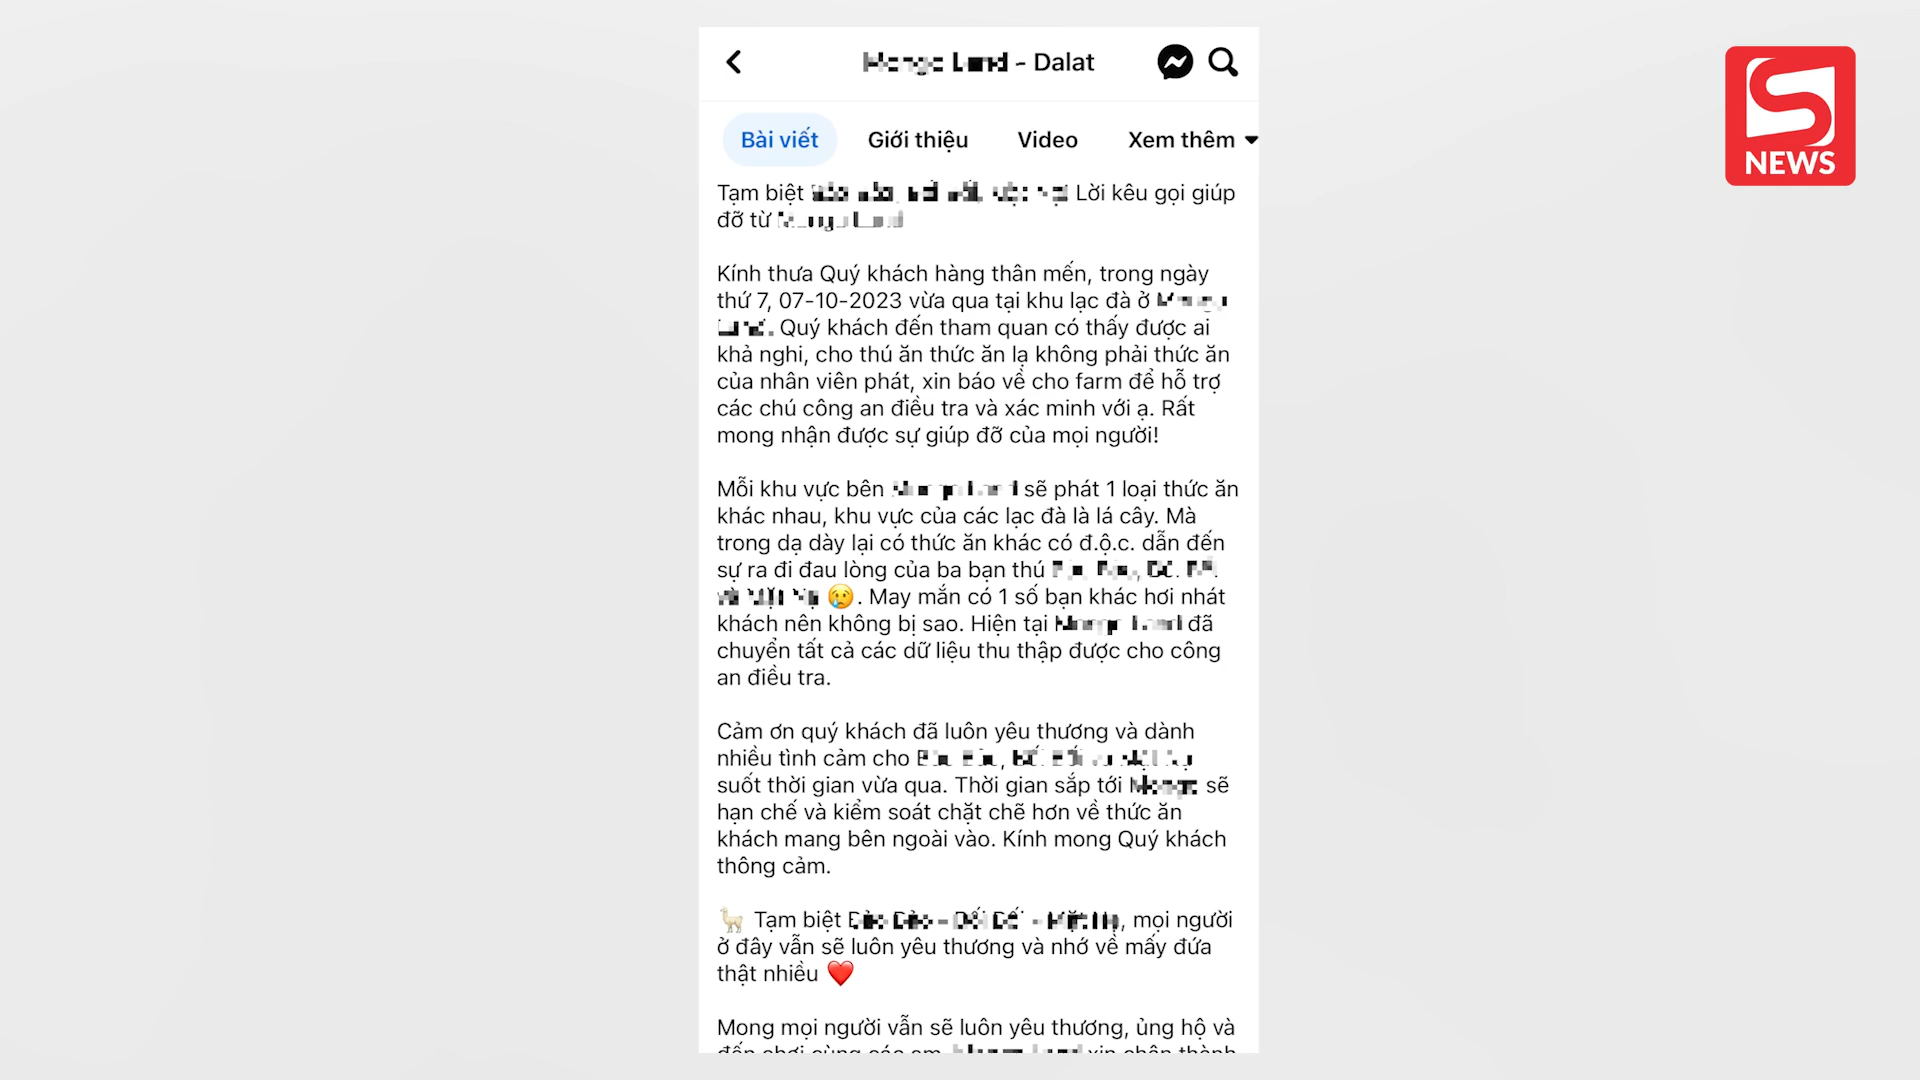 - Dalat
Bài viết Giới thiệu Video Xem thêm
Tạm biệt Lời kêu gọi giúp
đỡ từ
Kính thưa Quý khách hàng thân mến, trong ngày
thứ 7, 07-10-2023 vừa qua tại khu lạc đà ở
Quý khách đến tham quan có thấy được ai
khả nghi, cho thú ăn thức ăn lạ không phải thức ăn
của nhân viên phát, xin báo về cho farm để hỗ trợ
các chú công an điều tra và xác minh với ạ. Rất
mong nhận được sự giúp đỡ của mọi người!
Mỗi khu vực bên sẽ phát 1 loại thức ăn
khác nhau, khu vực của các lạc đà là lá cây. Mà
trong dạ dày lại có thức ăn khác có đ.ộ.c. dẫn đến
sự ra đi đau lòng của ba bạn thú
😢. May mắn có 1 số bạn khác hơi nhát
khách nên không bị sao. Hiện tại đã
chuyển tất cả các dữ liệu thu thập được cho công
an điều tra.
Cảm ơn quý khách đã luôn yêu thương và dành
nhiều tình cảm cho
suốt thời gian vừa qua. Thời gian sắp tới sẽ
hạn chế và kiểm soát chặt chẽ hơn về thức ăn
khách mang bên ngoài vào. Kính mong Quý khách
thông cảm.
🦙 Tạm biệt , mọi người
ở đây vẫn sẽ luôn yêu thương và nhớ về mấy đứa
thật nhiều ❤️
Mong mọi người vẫn sẽ luôn yêu thương, ủng hộ và
đến chơi cùng các em xin chân thành
S
NEWS